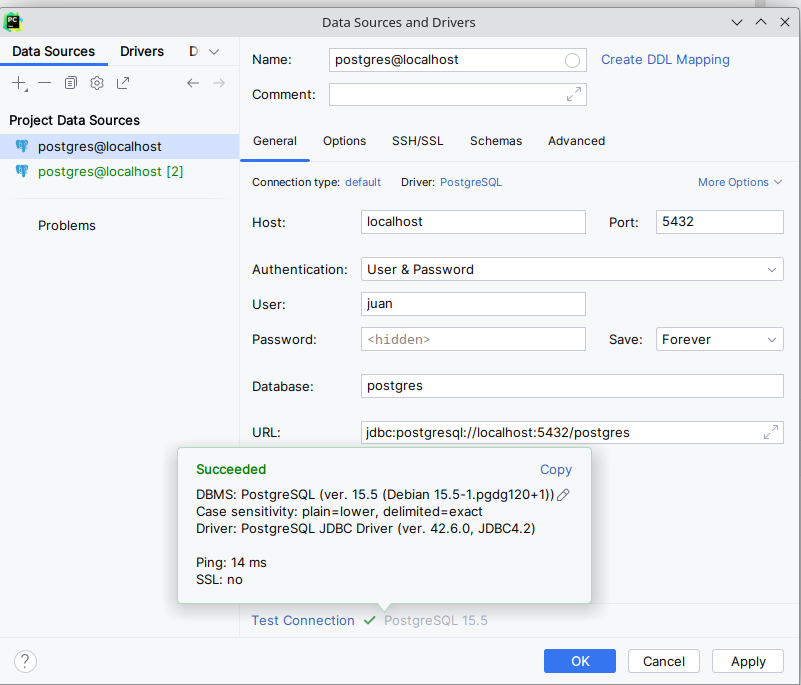 PC
Data Sources and Drivers
Data Sources Drivers D
Name: postgres@localhost Create DDL Mapping
Comment:
Project Data Sources
postgres@localhost
postgres@localhost [2]
Problems
General Options SSH/SSL Schemas Advanced
Connection type: default Driver: PostgreSQL More Options
Host: localhost Port: 5432
Authentication: User & Password
User: juan
Password: <hidden> Save: Forever
Database: postgres
URL: jdbc:postgresql://localhost:5432/postgres
Succeeded Copy
DBMS: PostgreSQL (ver. 15.5 (Debian 15.5-1.pgdg120+1))
Case sensitivity: plain=lower, delimited=exact
Driver: PostgreSQL JDBC Driver (ver. 42.6.0, JDBC4.2)
Ping: 14 ms
SSL: no
Test Connection PostgreSQL 15.5
? OK Cancel Apply